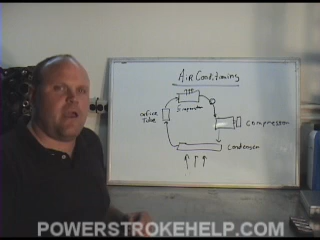 Air Conditioning
Evaporator
orifice
Tube
compressor
condenser
POWERSTROKEHELP.COM